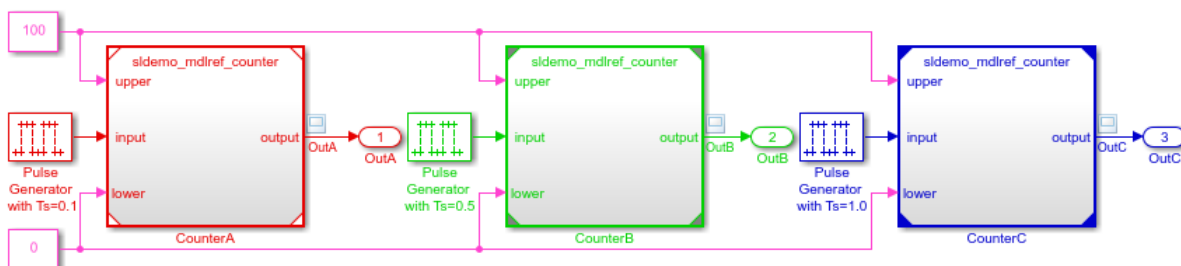 100
sldemo_mdlref_counter
upper
input
output
lower
CounterA
Pulse
Generator
with Ts=0.1
OutA
1
OutA
sldemo_mdlref_counter
upper
input
output
lower
CounterB
Pulse
Generator
with Ts=0.5
OutB
2
OutB
sldemo_mdlref_counter
upper
input
output
lower
CounterC
Pulse
Generator
with Ts=1.0
OutC
3
OutC
0